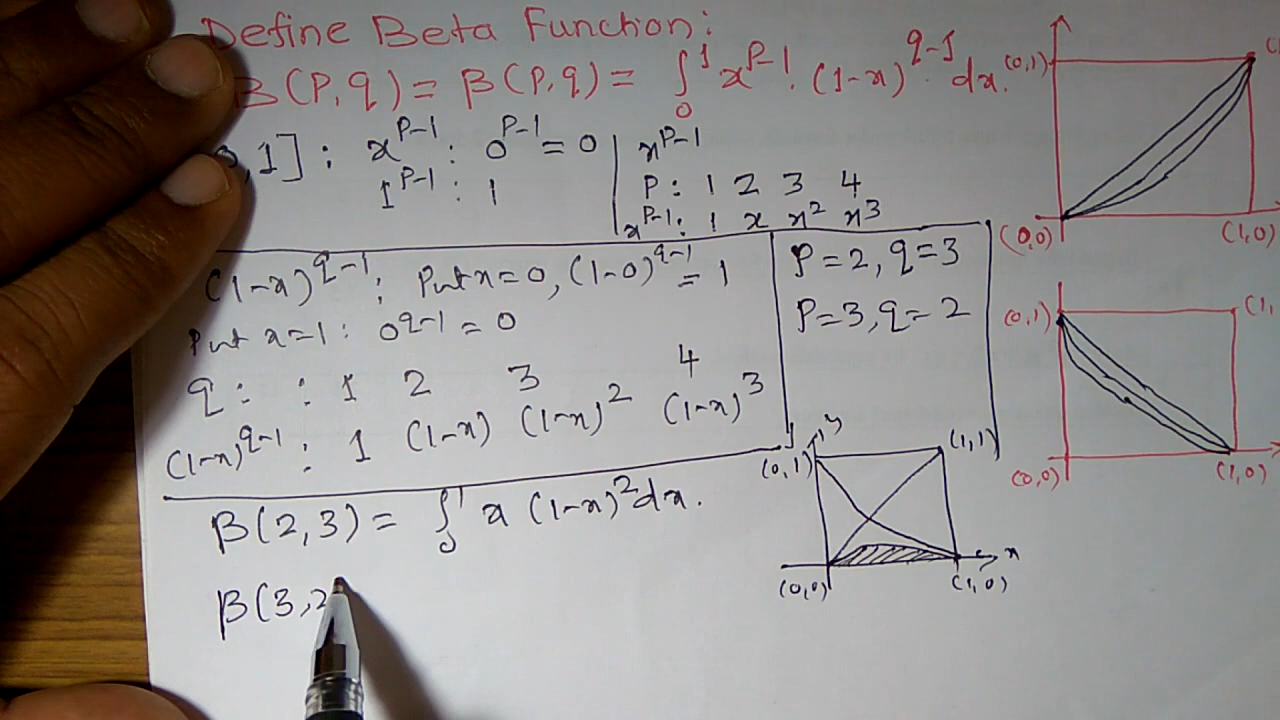 Define Beta Function:
B(P,q) = β(P,q) = ∫₀¹ x^{P-1} · (1-x)^{q-1} · dx.
,1] : x^{P-1} : 0^{P-1} = 0
1^{P-1} : 1
x^{P-1}
P : 1 2 3 4
x^{P-1} : 1 x x² x³
(1-x)^{q-1} : Put x=0, (1-0)^{q-1} = 1
Put x=1 : 0^{q-1} = 0
q : : 1 2 3 4
(1-x)^{q-1} : 1 (1-x) (1-x)² (1-x)³
P=2, q=3
P=3, q=2
β(2,3) = ∫₀¹ x (1-x)² dx.
β(3,2
(0,1)
(0,0) (1,0)
(0,1) (1,
(0,0) (1,0)
y
(0,1) (1,1)
x
(0,0) (1,0)